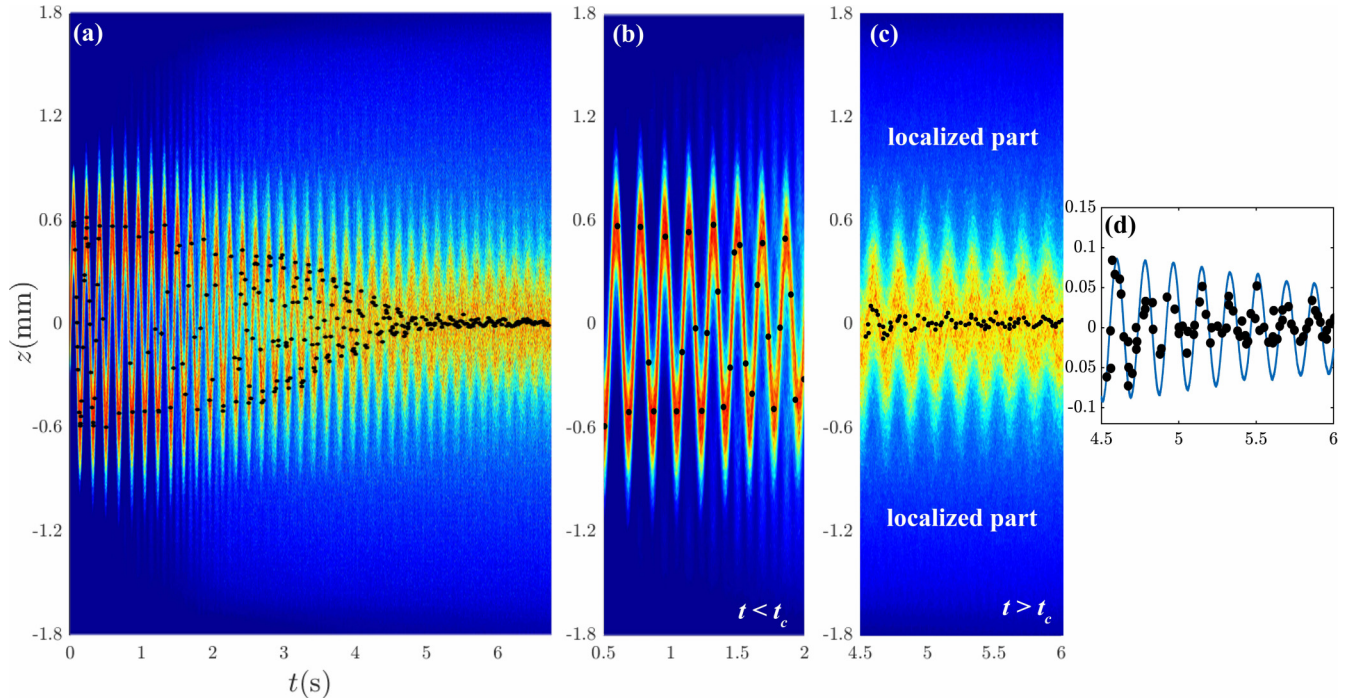 (a)
(b)
(c)
(d)
1.8
1.2
0.6
0
-0.6
-1.2
-1.8
z(mm)
0 1 2 3 4 5 6
t(s)
1.8
1.2
0.6
0
-0.6
-1.2
-1.8
t < t_c
0.5 1 1.5 2
1.8
1.2
0.6
0
-0.6
-1.2
-1.8
localized part
localized part
t > t_c
4.5 5 5.5 6
0.15
0.1
0.05
0
0.05
-0.1
4.5 5 5.5 6